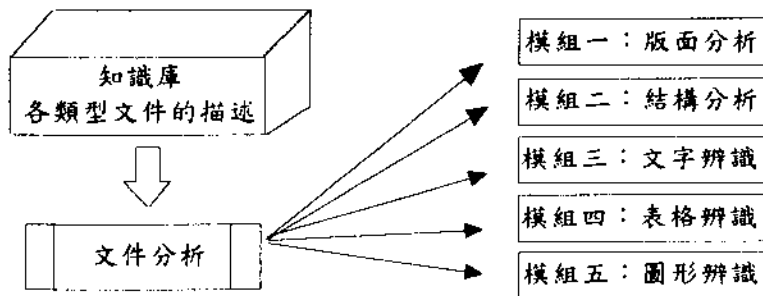 知識庫
各類型文件的描述
文件分析
模組一：版面分析
模組二：結構分析
模組三：文字辨識
模組四：表格辨識
模組五：圖形辨識